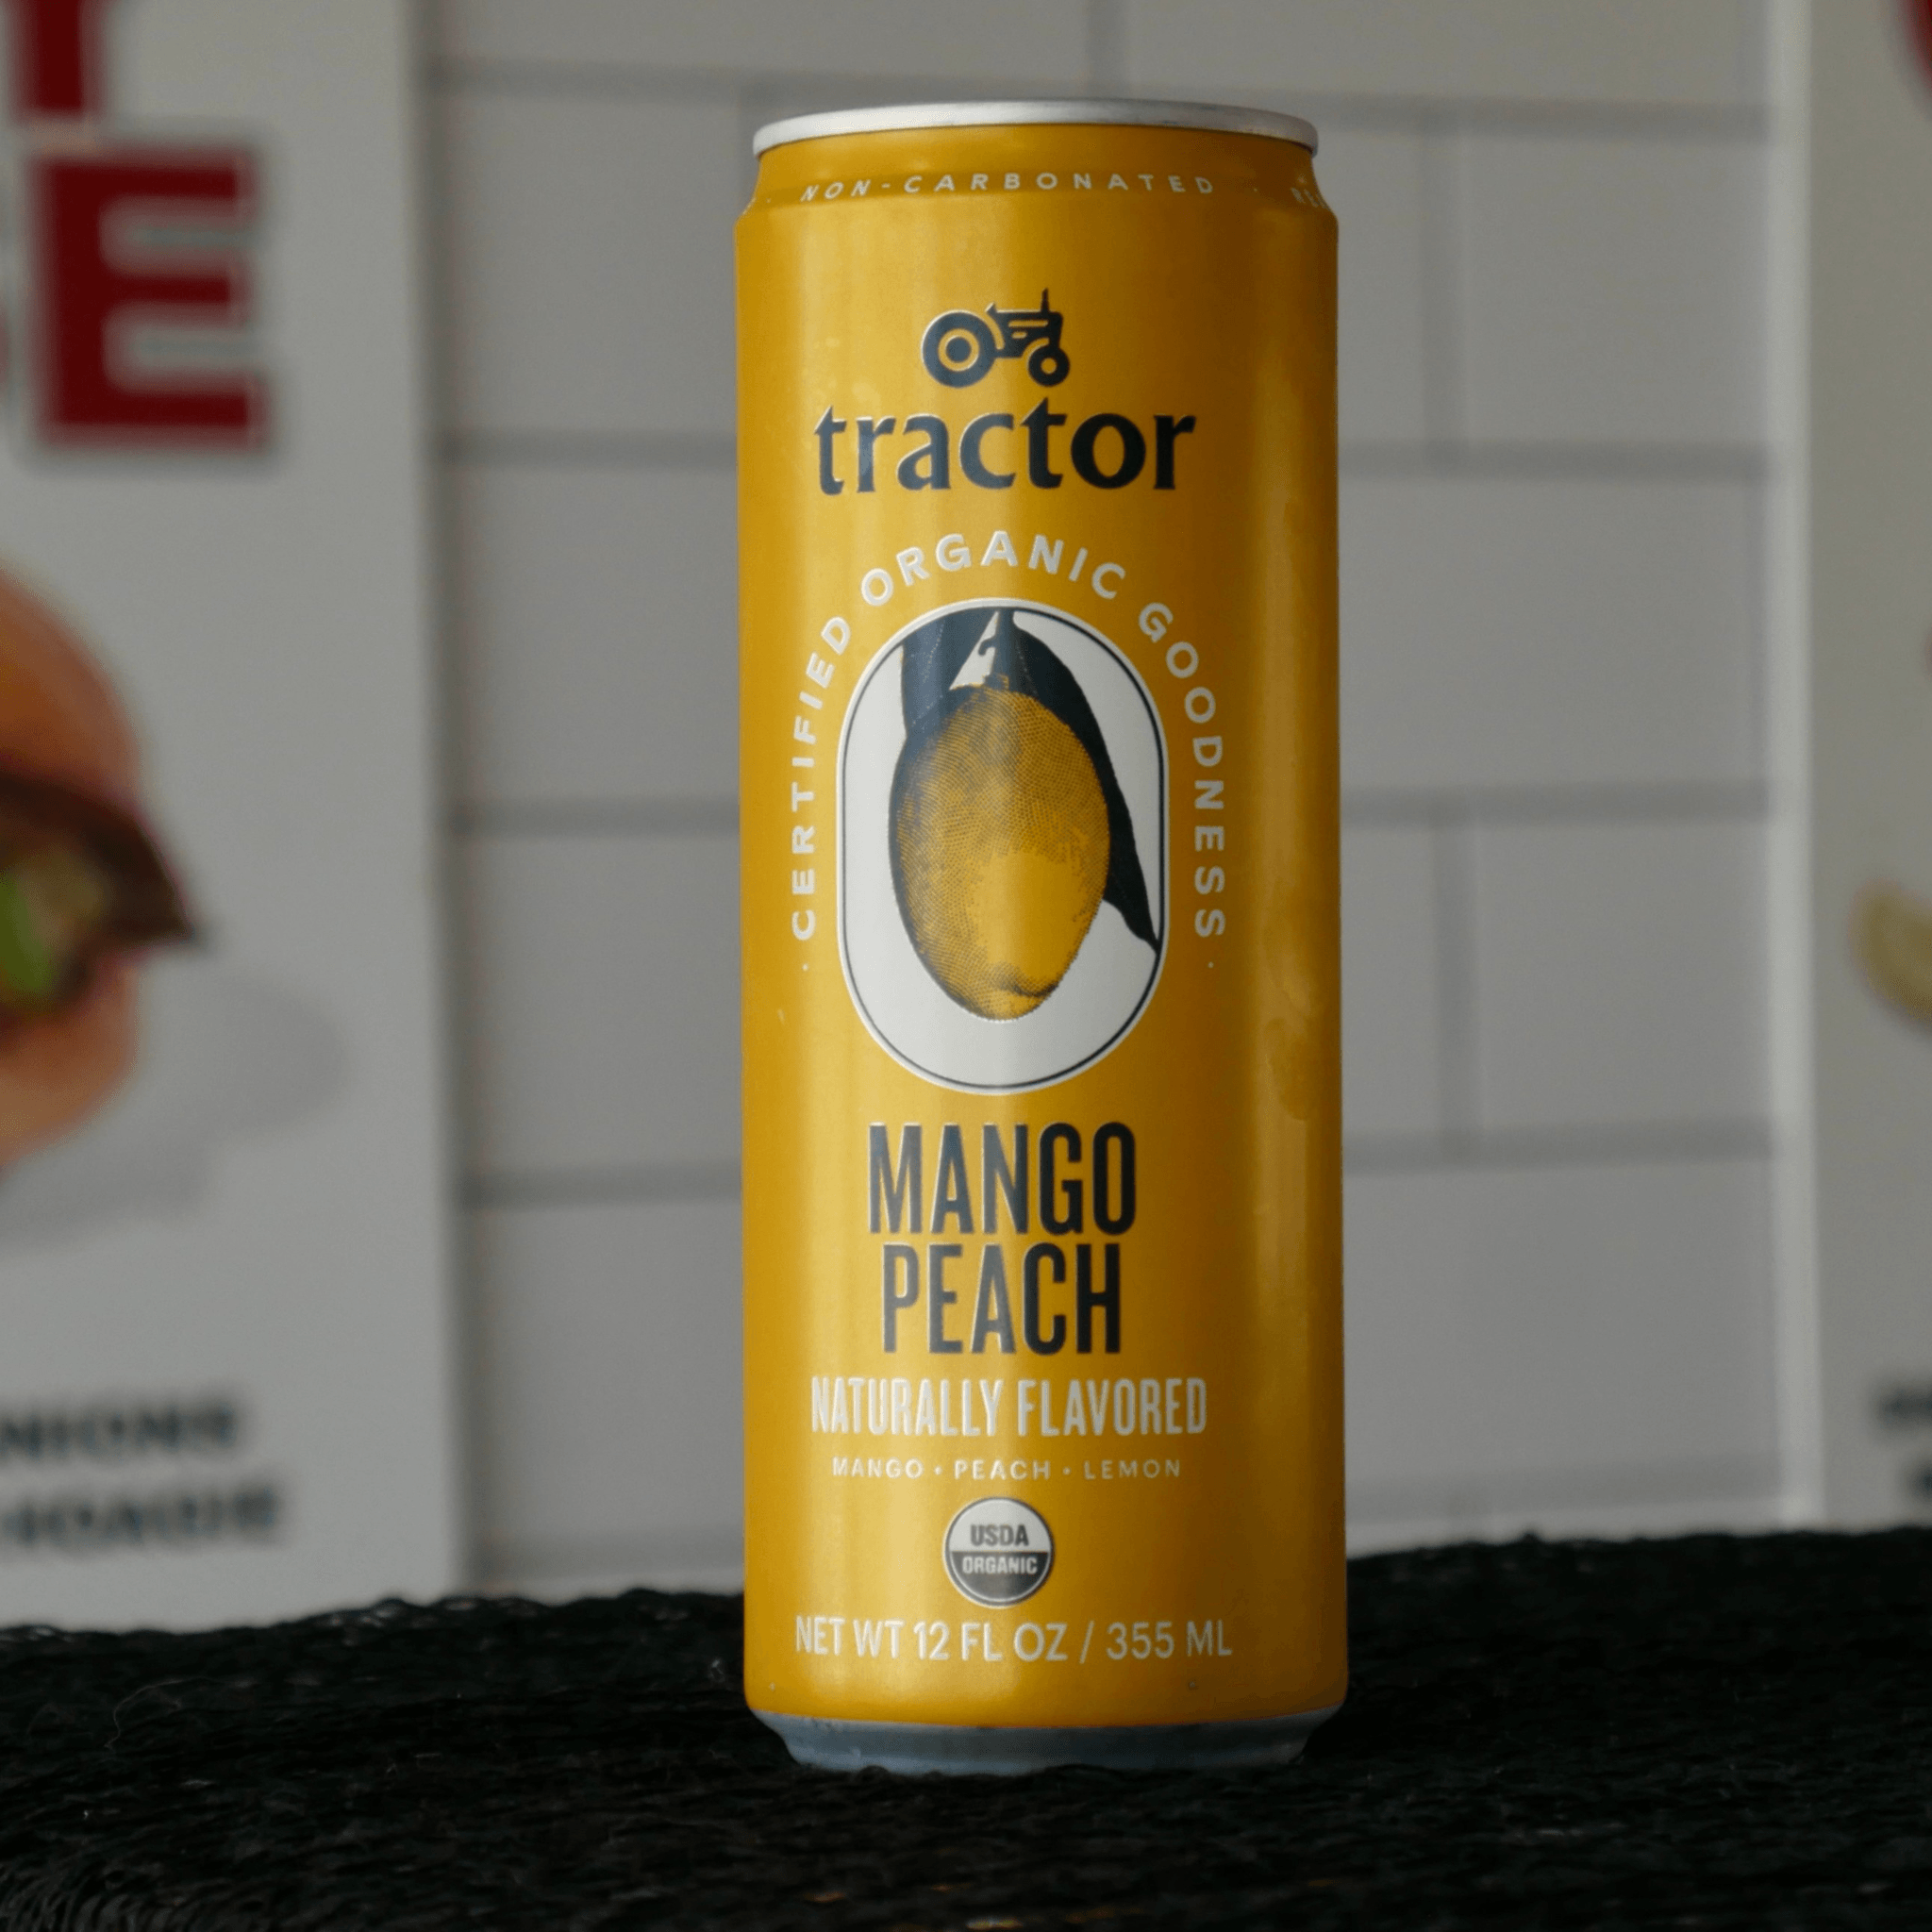 NON-CARBONATED
tractor
· CERTIFIED ORGANIC GOODNESS ·
MANGO
PEACH
NATURALLY FLAVORED
MANGO • PEACH • LEMON
USDA
ORGANIC
NET WT 12 FL OZ / 355 ML